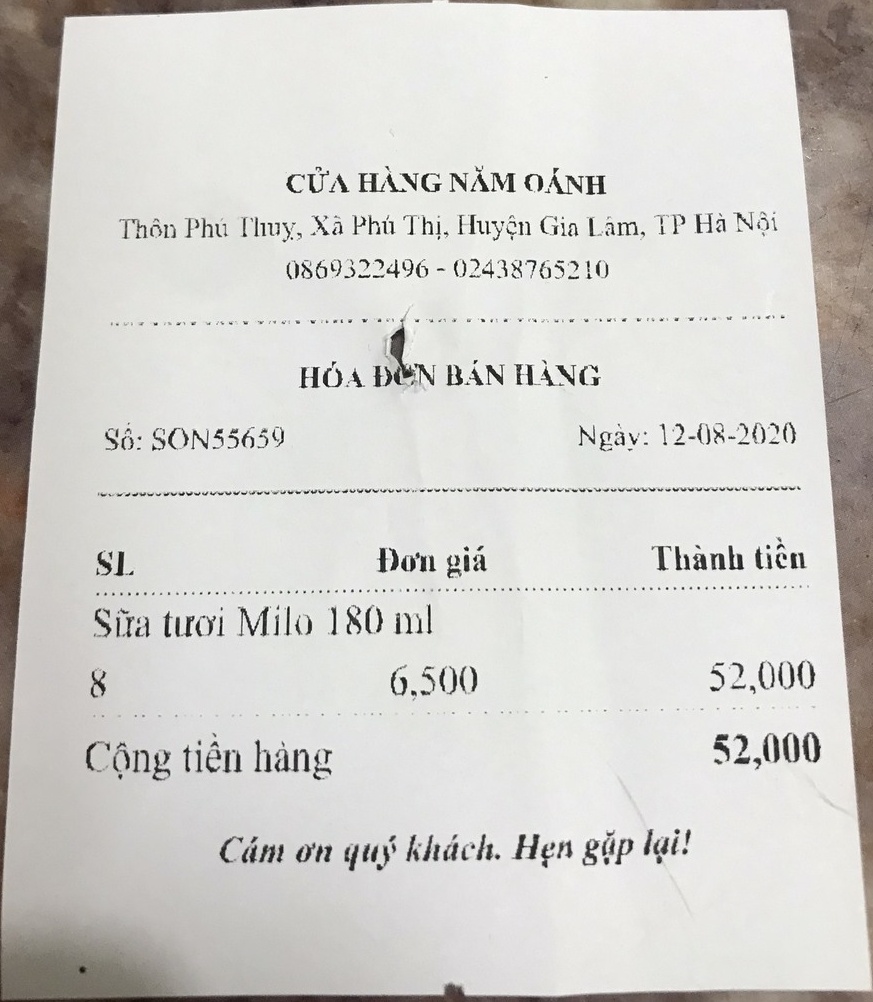 CỬA HÀNG NĂM OÁNH
Thôn Phú Thuỵ, Xã Phú Thị, Huyện Gia Lâm, TP Hà Nội
0869322496 - 02438765210
HÓA ĐƠN BÁN HÀNG
Số: SON55659 Ngày: 12-08-2020
SL Đơn giá Thành tiền
Sữa tươi Milo 180 ml
8 6,500 52,000
Cộng tiền hàng 52,000
Cám ơn quý khách. Hẹn gặp lại!